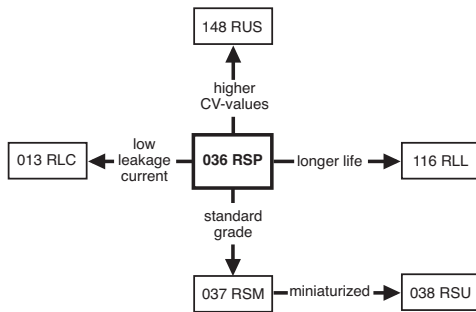 148 RUS
higher
CV-values
013 RLC
low
leakage
current
036 RSP
longer life
116 RLL
standard
grade
037 RSM
miniaturized
038 RSU